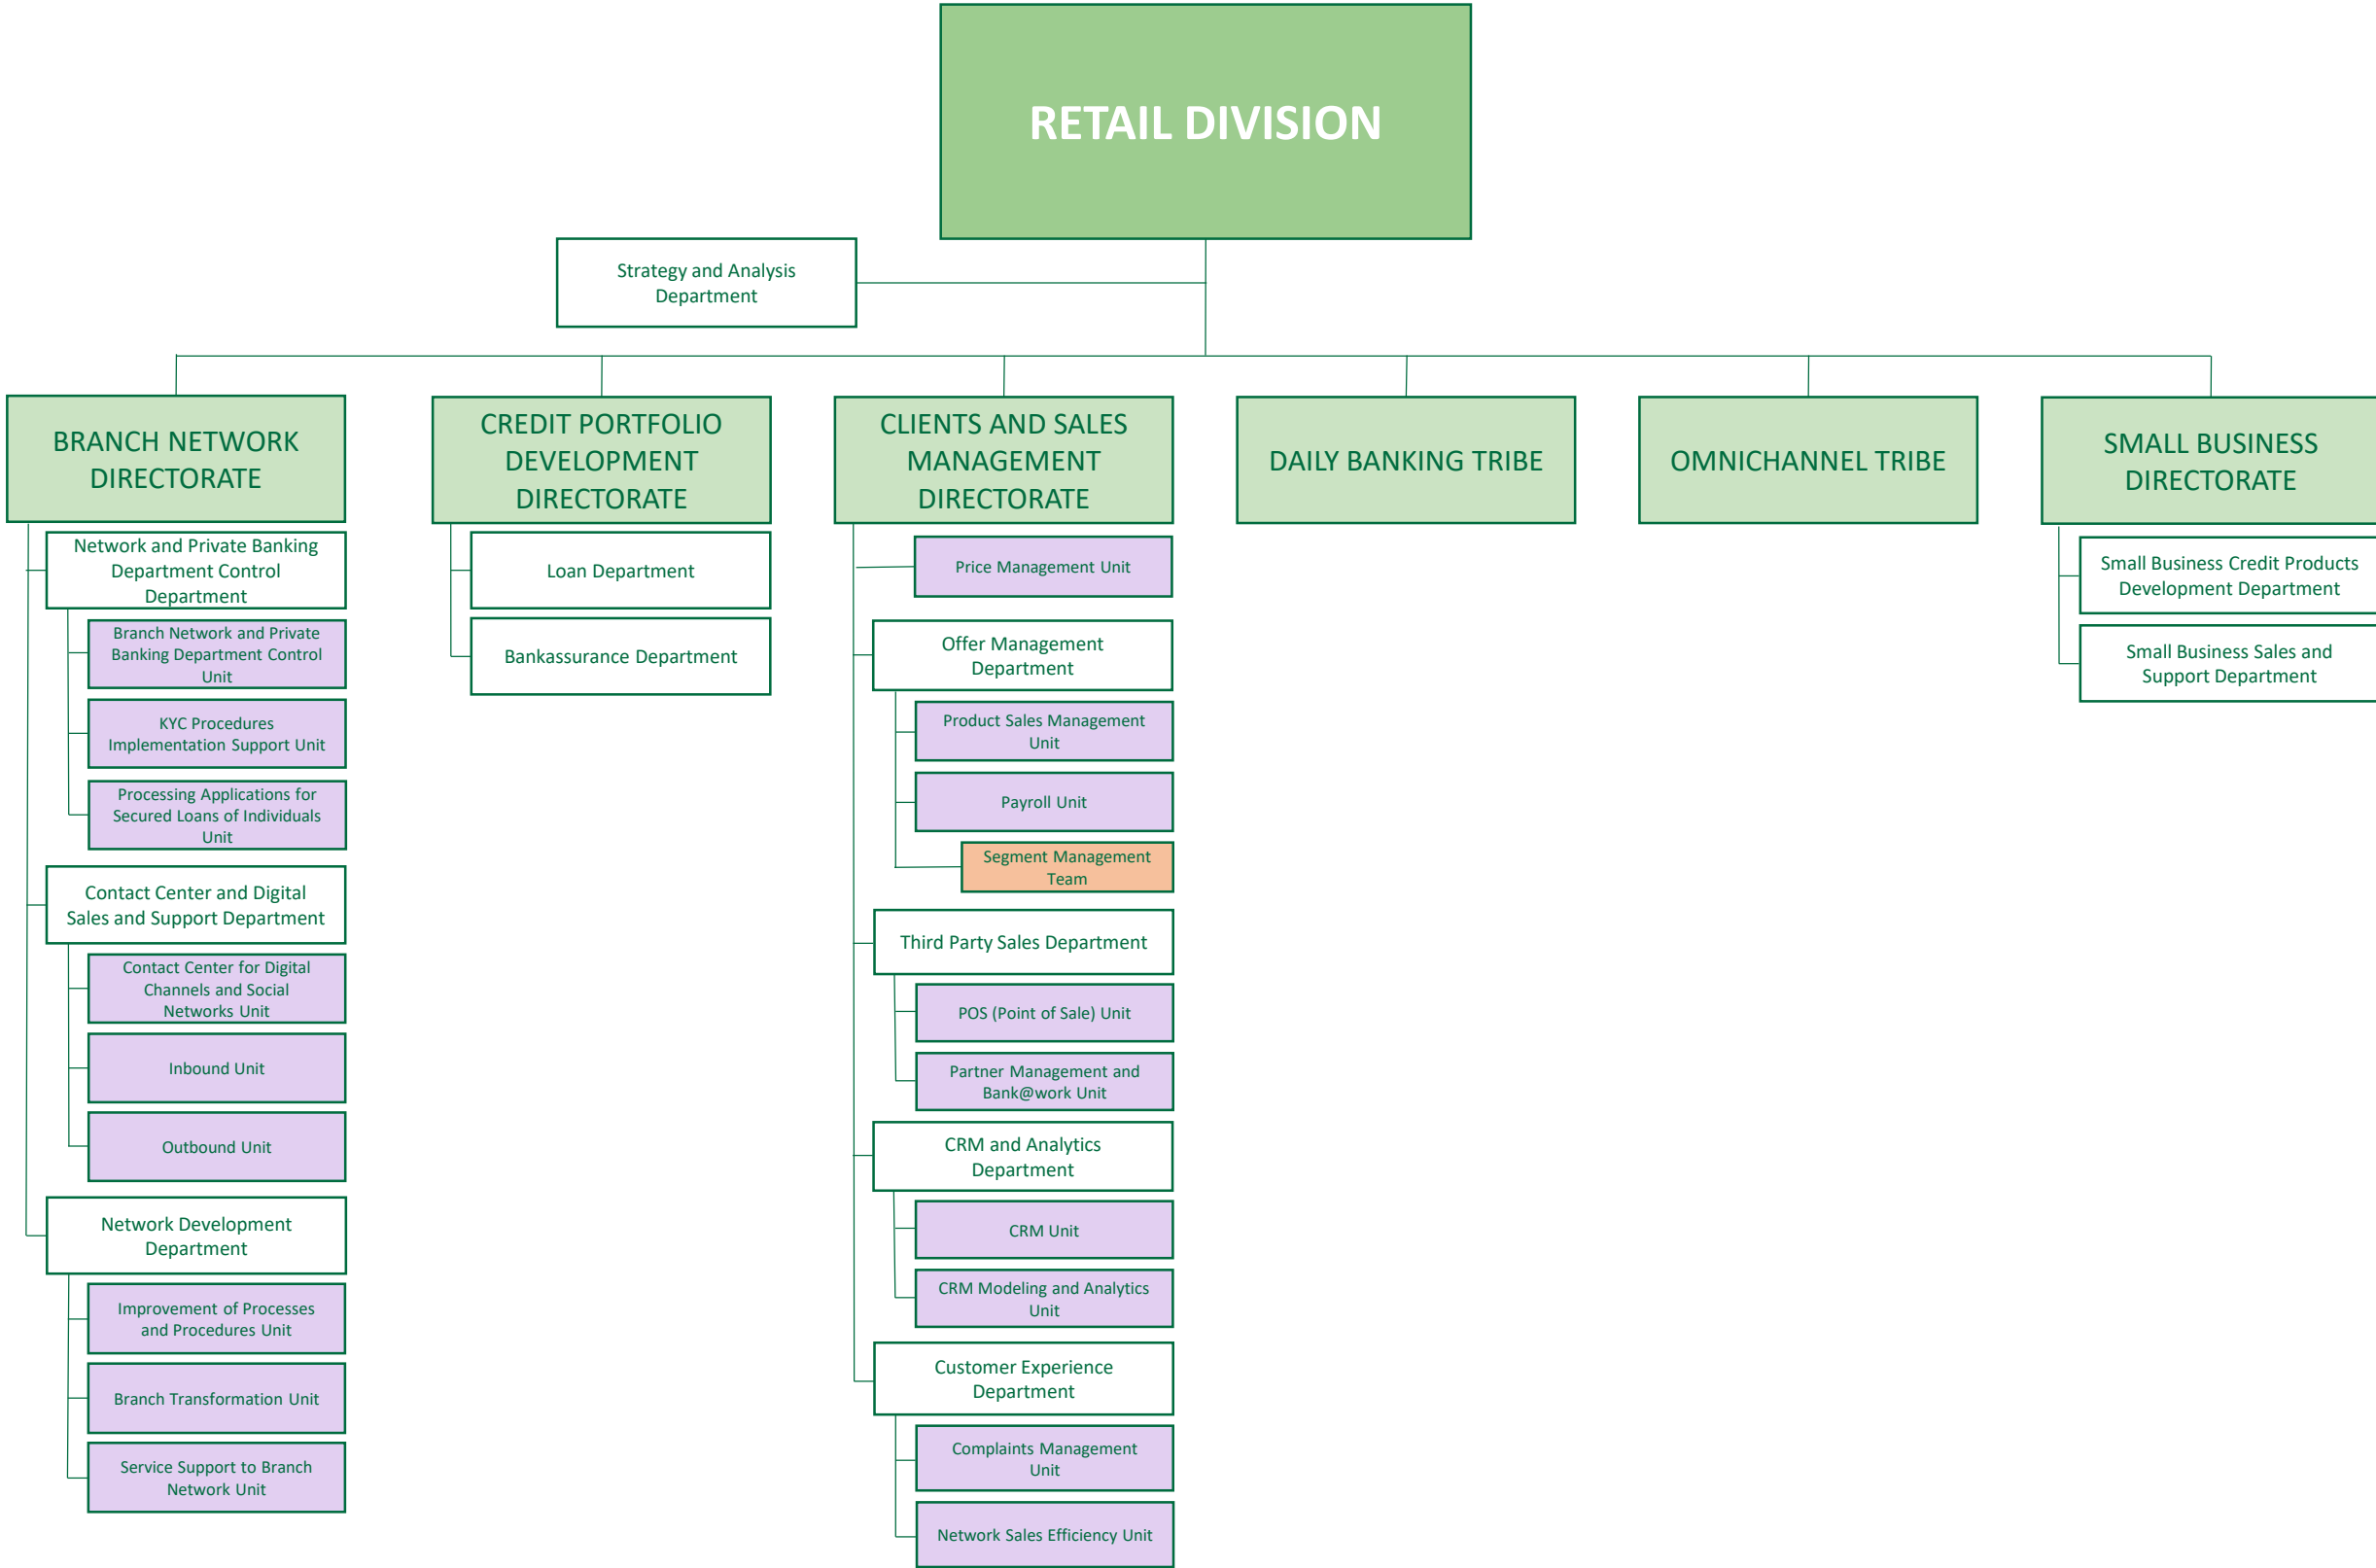 RETAIL DIVISION
Strategy and Analysis
Department
BRANCH NETWORK
DIRECTORATE
Network and Private Banking
Department Control
Department
Branch Network and Private
Banking Department Control
Unit
KYC Procedures
Implementation Support Unit
Processing Applications for
Secured Loans of Individuals
Unit
Contact Center and Digital
Sales and Support Department
Contact Center for Digital
Channels and Social
Networks Unit
Inbound Unit
Outbound Unit
Network Development
Department
Improvement of Processes
and Procedures Unit
Branch Transformation Unit
Service Support to Branch
Network Unit
CREDIT PORTFOLIO
DEVELOPMENT
DIRECTORATE
Loan Department
Bankassurance Department
CLIENTS AND SALES
MANAGEMENT
DIRECTORATE
Price Management Unit
Offer Management
Department
Product Sales Management
Unit
Payroll Unit
Segment Management
Team
Third Party Sales Department
POS (Point of Sale) Unit
Partner Management and
Bank@work Unit
CRM and Analytics
Department
CRM Unit
CRM Modeling and Analytics
Unit
Customer Experience
Department
Complaints Management
Unit
Network Sales Efficiency Unit
DAILY BANKING TRIBE
OMNICHANNEL TRIBE
SMALL BUSINESS
DIRECTORATE
Small Business Credit Products
Development Department
Small Business Sales and
Support Department